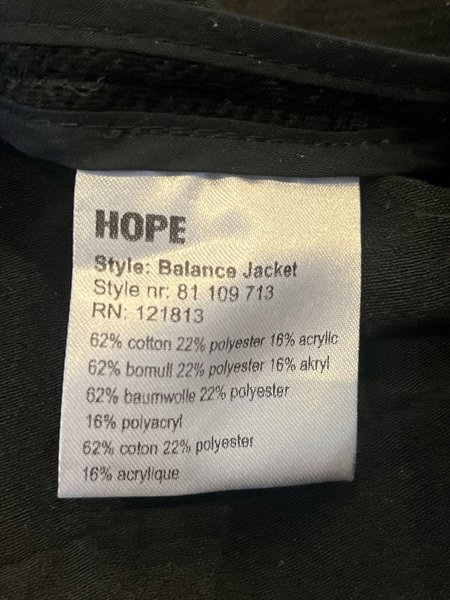 HOPE
Style: Balance Jacket
Style nr: 81 109 713
RN: 121813
62% cotton 22% polyester 16% acrylic
62% bomull 22% polyester 16% akryl
62% baumwolle 22% polyester
16% polyacryl
62% coton 22% polyester
16% acrylique